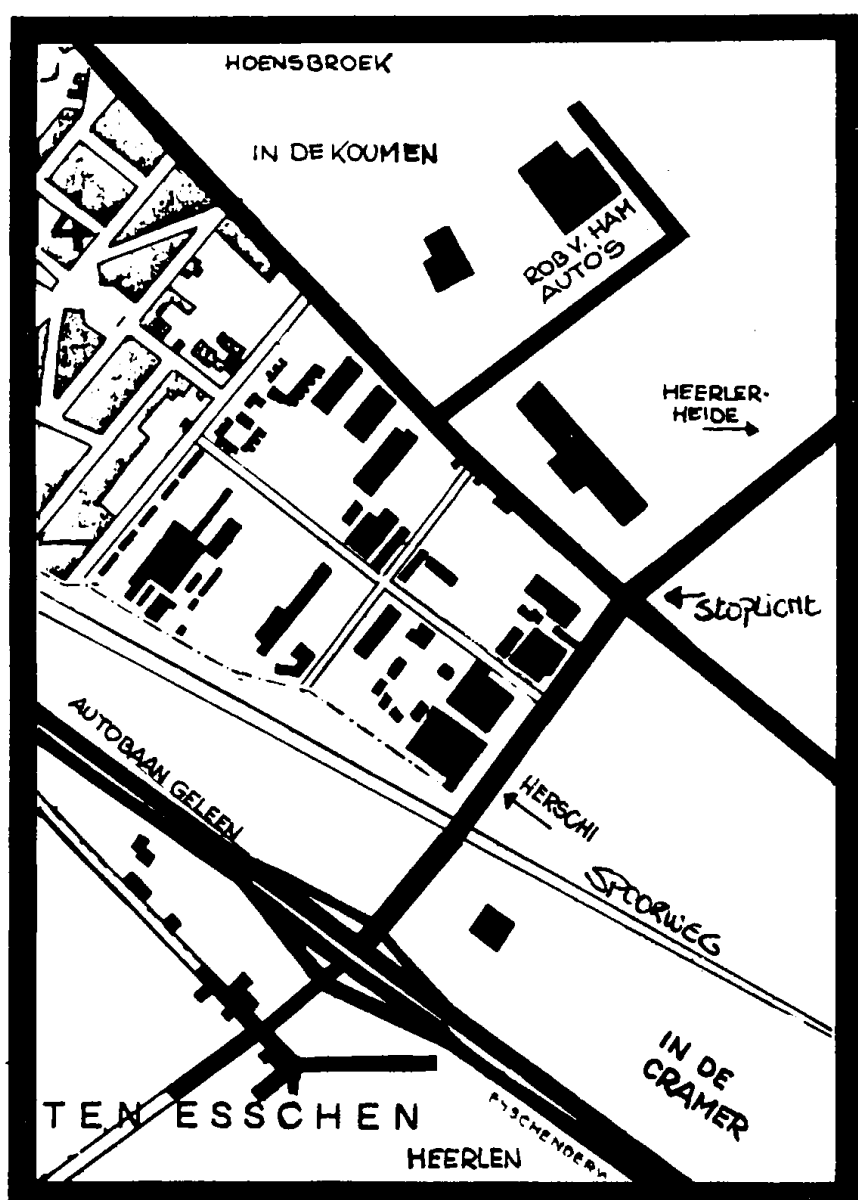 HOENSBROEK
IN DE KOUMEN
ROB V. HAM
AUTO'S
HEERLER-
HEIDE
STOPLICHT
AUTOBAAN GELEEN
HERSCHI
SPOORWEG
IN DE
CRAMER
TEN ESSCHEN
HEERLEN